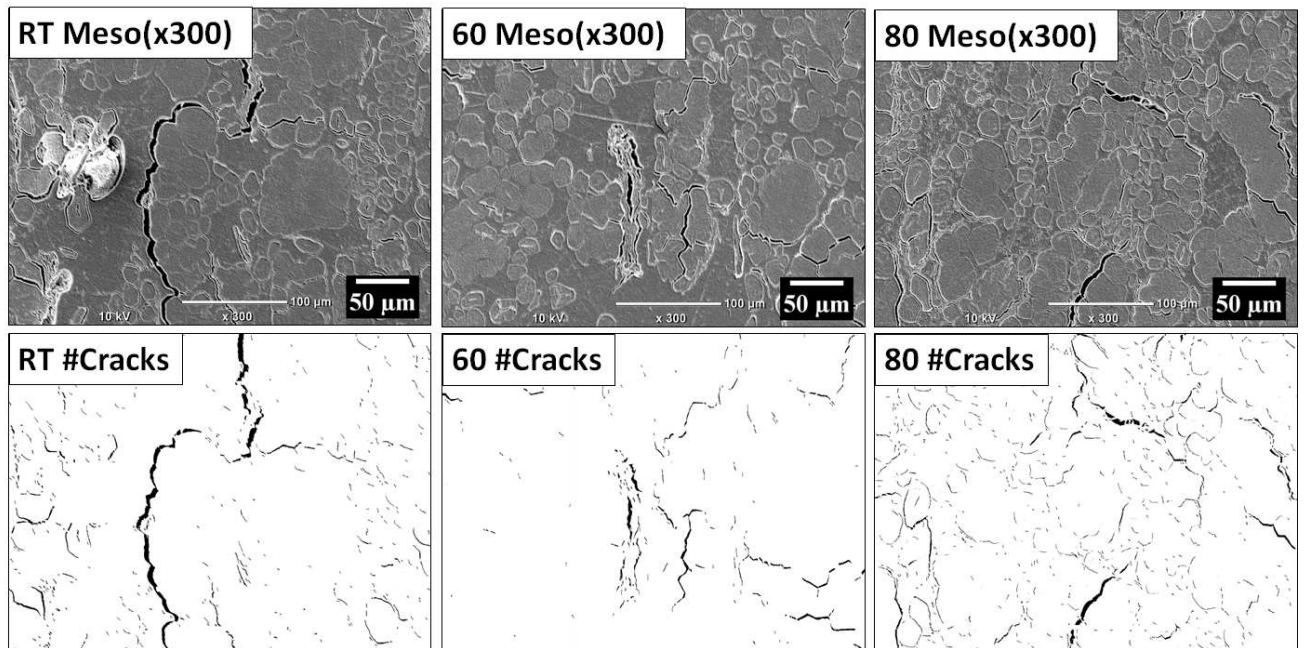 RT Meso(x300)
60 Meso(x300)
80 Meso(x300)
100 µm
50 µm
10 kV
x 300
100 µm
50 µm
10 kV
x 300
100 µm
50 µm
10 kV
x 300
RT #Cracks
60 #Cracks
80 #Cracks